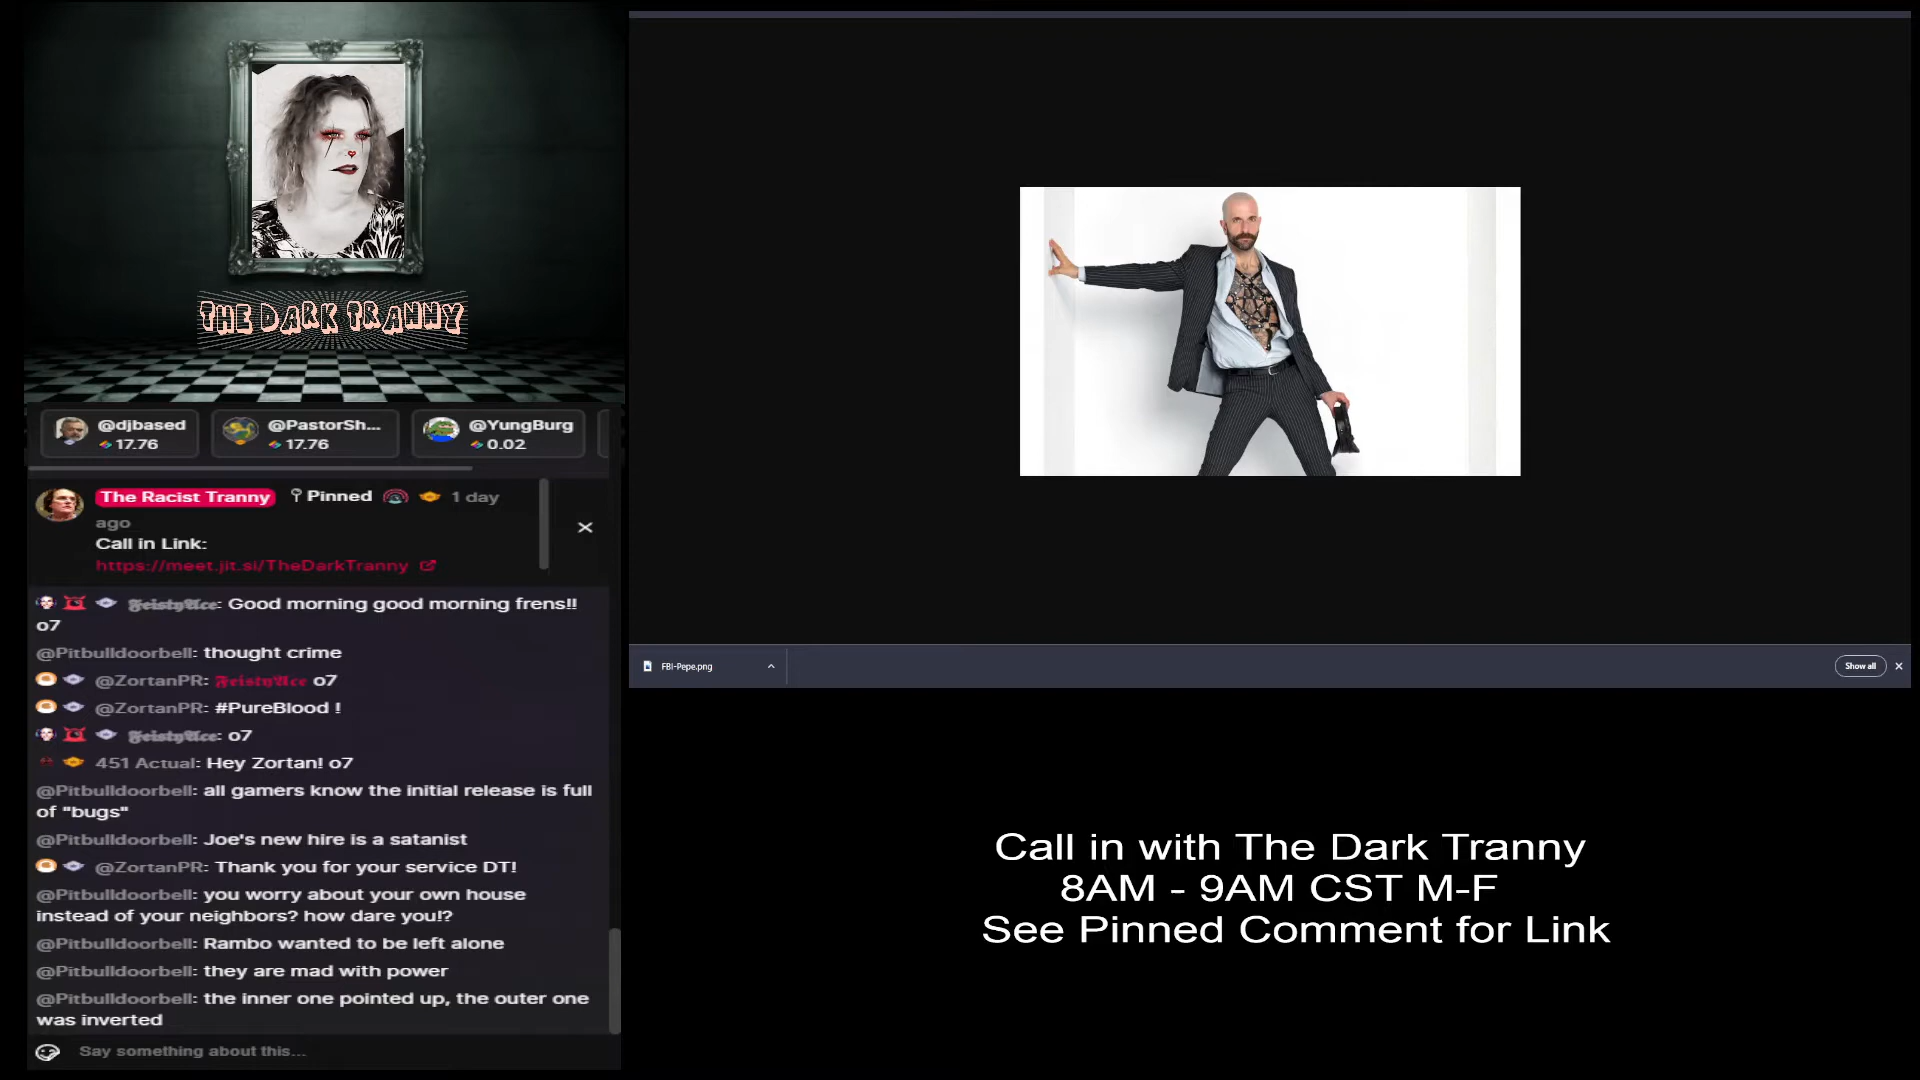 THE DARK TRANNY
@djbased
17.76
@PastorSh...
17.76
@YungBurg
0.02
The Racist Tranny Pinned 1 day
ago
Call in Link:
https://meet.jit.si/TheDarkTranny
FeistyAce: Good morning good morning frens!!
o7
@Pitbulldoorbell: thought crime
@ZortanPR: FeistyAce o7
@ZortanPR: #PureBlood !
FeistyAce: o7
451 Actual: Hey Zortan! o7
@Pitbulldoorbell: all gamers know the initial release is full
of "bugs"
@Pitbulldoorbell: Joe's new hire is a satanist
@ZortanPR: Thank you for your service DT!
@Pitbulldoorbell: you worry about your own house
instead of your neighbors? how dare you!?
@Pitbulldoorbell: Rambo wanted to be left alone
@Pitbulldoorbell: they are mad with power
@Pitbulldoorbell: the inner one pointed up, the outer one
was inverted
Say something about this...
FBI-Pepe.png
Show all
Call in with The Dark Tranny
8AM - 9AM CST M-F
See Pinned Comment for Link